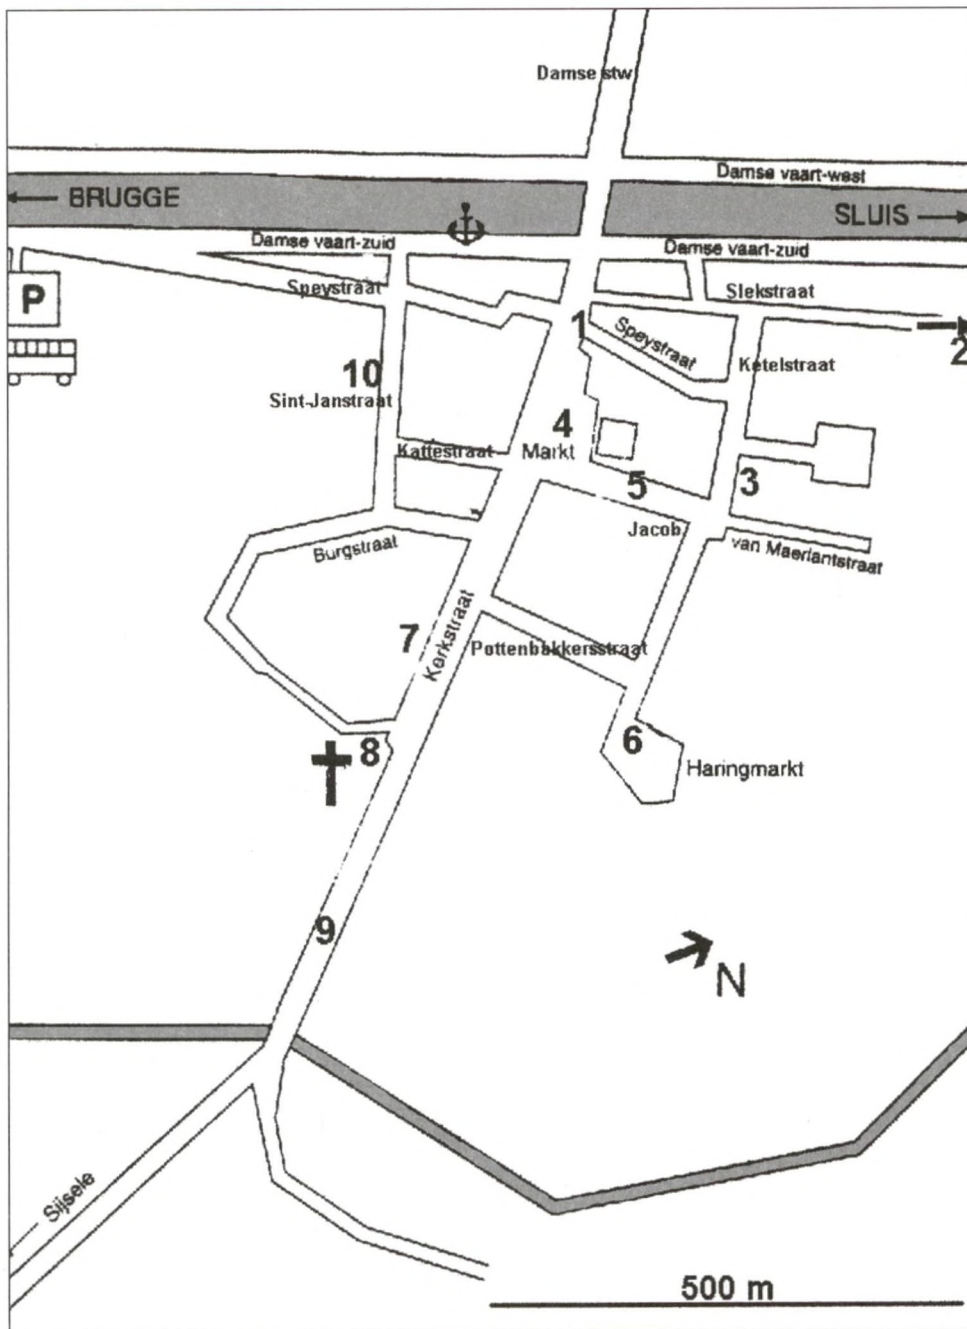 Damse stw
Damse vaart-west
BRUGGE
SLUIS
Damse vaart-zuid
Damse vaart-zuid
P
Speystraat
Slekstraat
1
Speystraat
2
10
Ketelstraat
Sint-Janstraat
4
Kattestraat
Markt
5
3
Jacob
van Maerlantstraat
Burgstraat
7
Kerkstraat
Pottenbakkersstraat
8
6
Haringmarkt
9
N
Sijsele
500 m